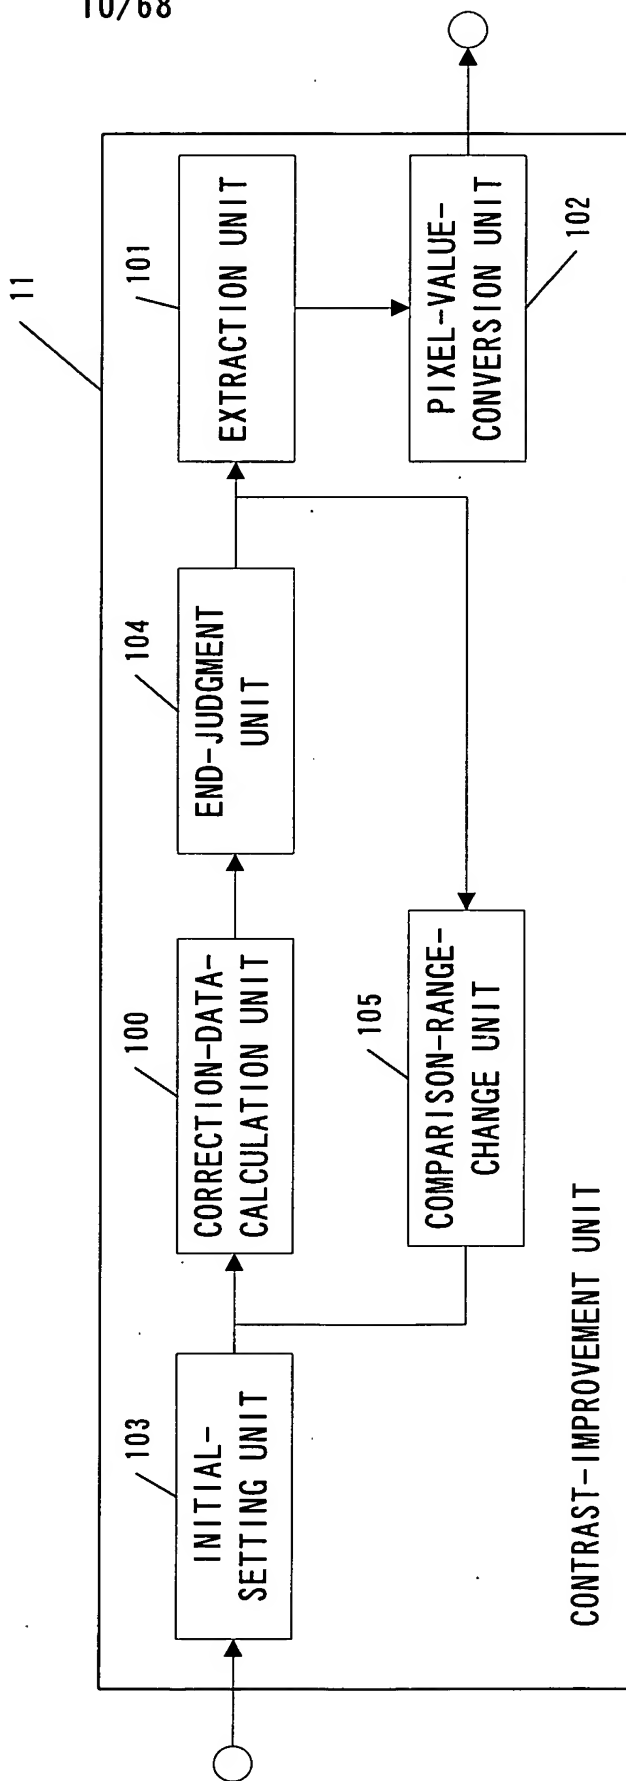 10/68
11
103
INITIAL-
SETTING UNIT
100
CORRECTION-DATA-
CALCULATION UNIT
104
END-JUDGMENT
UNIT
101
EXTRACTION UNIT
105
COMPARISON-RANGE-
CHANGE UNIT
PIXEL-VALUE-
CONVERSION UNIT
102
CONTRAST-IMPROVEMENT UNIT